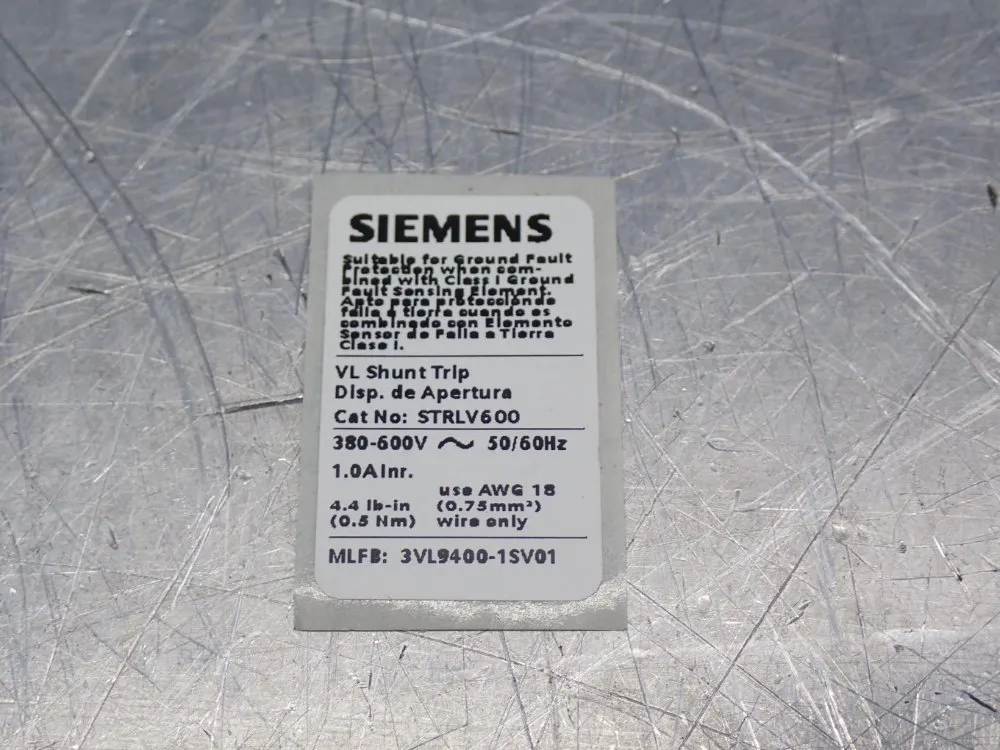 SIEMENS
Suitable for Ground Fault
Protection when com-
bined with Class I Ground
Fault Sensing Element.
Apto para protecciónde
falla a tierra cuando es
combinado con Elemento
Sensor de Falla a Tierra
Clase I.
VL Shunt Trip
Disp. de Apertura
Cat No: STRLV600
380-600V ~ 50/60Hz
1.0A Inr.
4.4 lb-in
(0.5 Nm)
use AWG 18
(0.75mm²)
wire only
MLFB: 3VL9400-1SV01